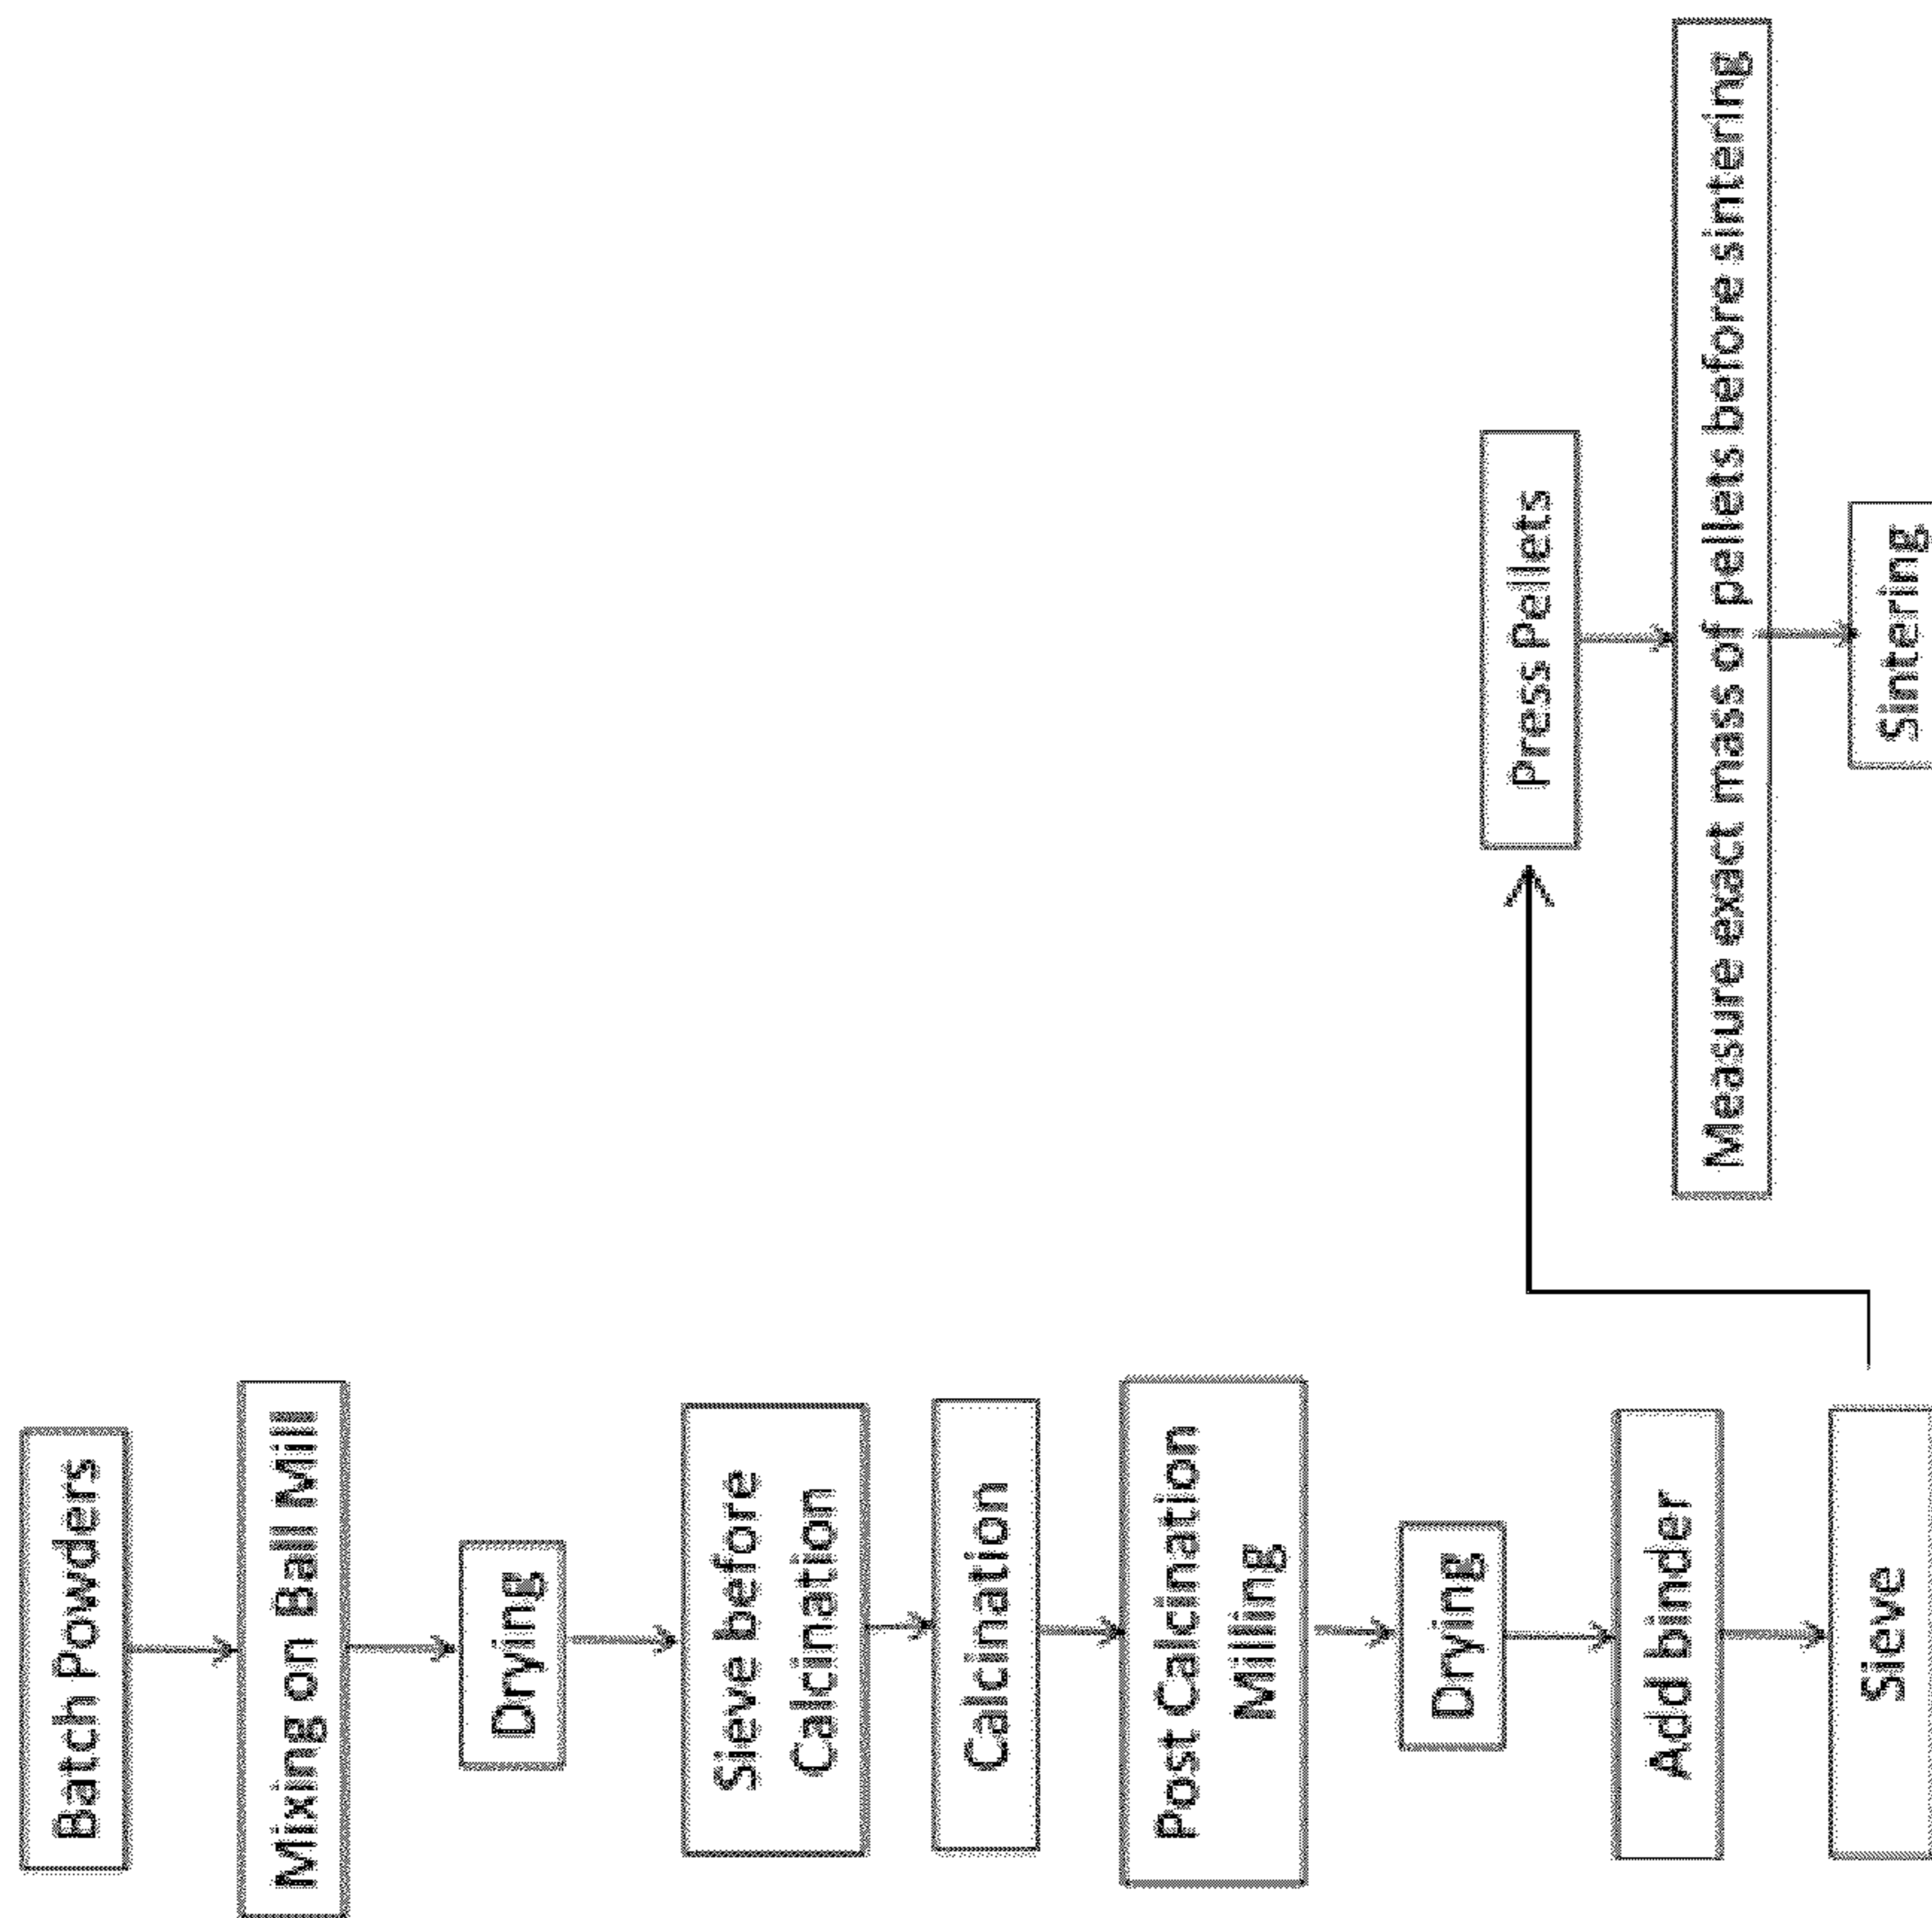 Batch Powders
Mixing on Ball Mill
Drying
Sieve before
Calcination
Calcination
Post Calcination
Milling
Drying
Add binder
Sieve
Press Pellets
Measure exact mass of pellets before sintering
Sintering